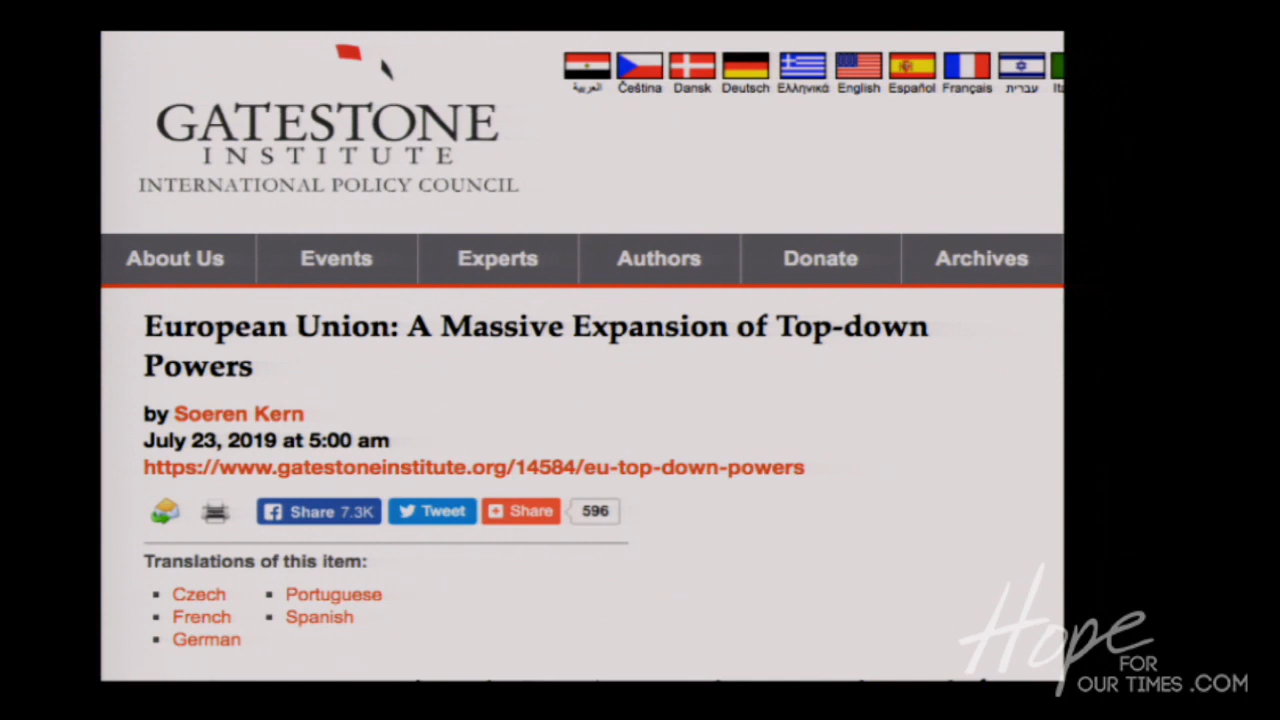 GATESTONE
INSTITUTE
INTERNATIONAL POLICY COUNCIL
العربية Čeština Dansk Deutsch Ελληνικά English Español Français עברית
About Us Events Experts Authors Donate Archives
European Union: A Massive Expansion of Top-down
Powers
by Soeren Kern
July 23, 2019 at 5:00 am
https://www.gatestoneinstitute.org/14584/eu-top-down-powers
Share 7.3K Tweet Share 596
Translations of this item:
Czech Portuguese
French Spanish
German
Hope
FOR
OUR TIMES .COM